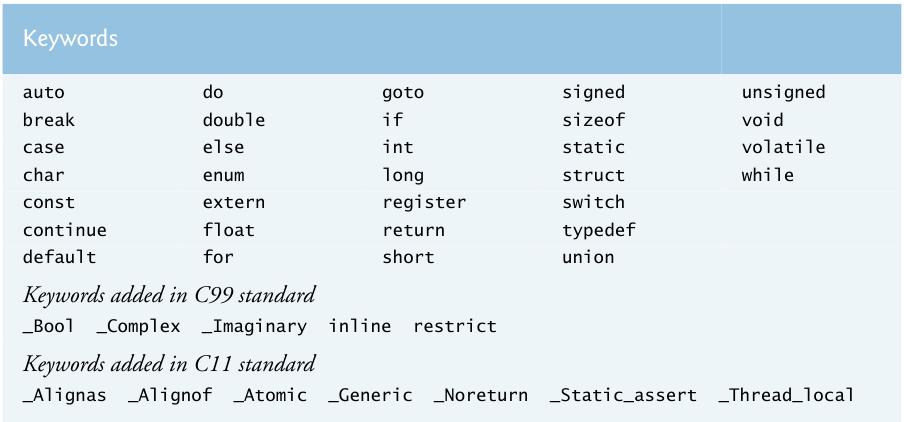 Keywords
auto do goto signed unsigned
break double if sizeof void
case else int static volatile
char enum long struct while
const extern register switch
continue float return typedef
default for short union
Keywords added in C99 standard
_Bool _Complex _Imaginary inline restrict
Keywords added in C11 standard
_Alignas _Alignof _Atomic _Generic _Noreturn _Static_assert _Thread_local